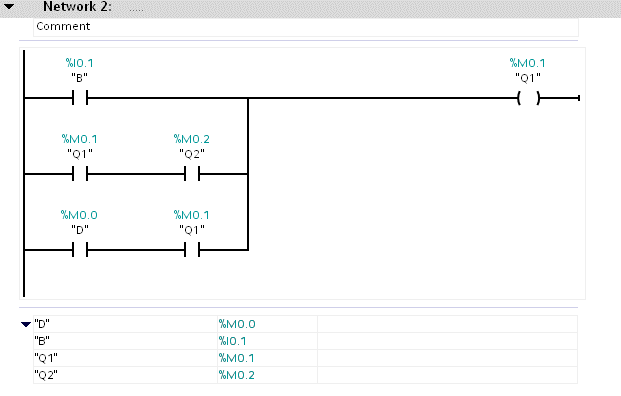 Network 2: .....
Comment
%I0.1 %M0.1
"B" "Q1"
%M0.1 %M0.2
"Q1" "Q2"
%M0.0 %M0.1
"D" "Q1"
"D" %M0.0
"B" %I0.1
"Q1" %M0.1
"Q2" %M0.2